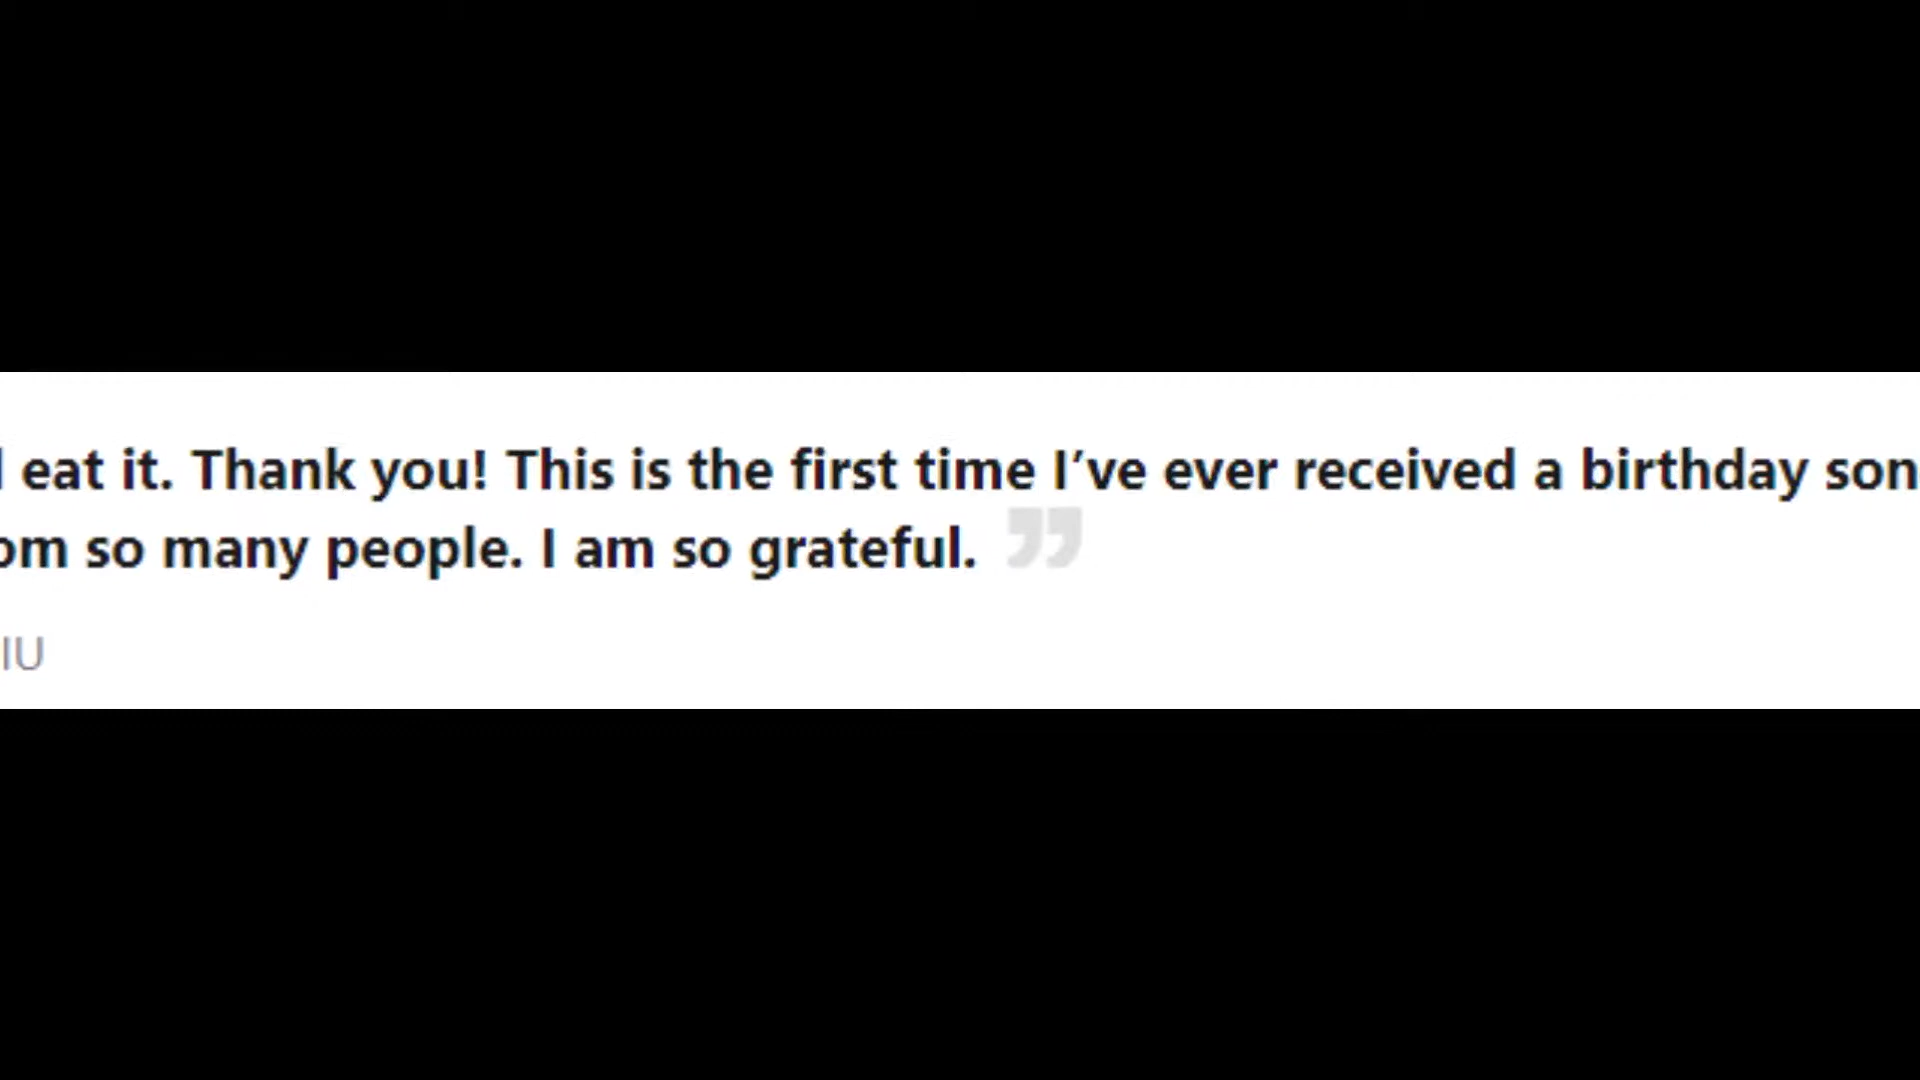 eat it. Thank you! This is the first time I’ve ever received a birthday
so many people. I am so grateful. ”
IU